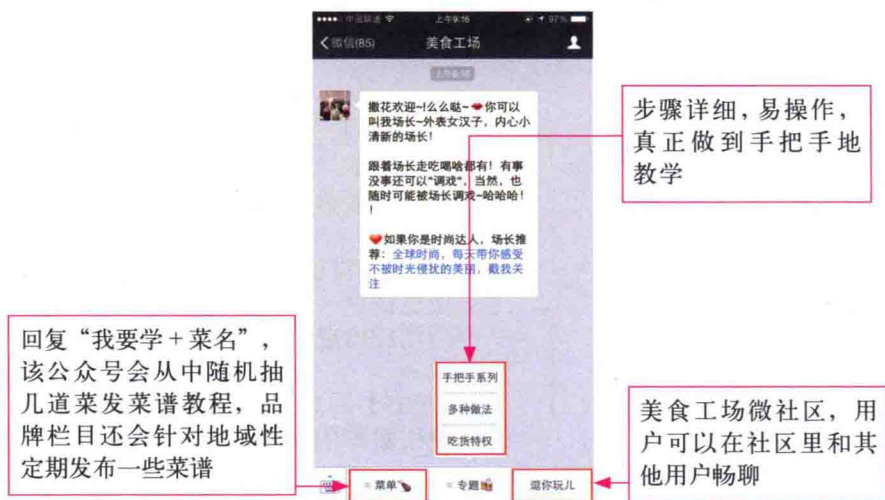 上午9:16
97%
微信(85)
美食工场
撒花欢迎~!么么哒~你可以
叫我场长~外表女汉子，内心小
清新的场长！
跟着场长走吃喝啥都有！有事
没事还可以“调戏”，当然，也
随时可能被场长调戏~哈哈哈！
！
如果你是时尚达人，场长推
荐：全球时尚，每天带你感受
不被时光侵扰的美丽，戳我关
注
步骤详细，易操作，
真正做到手把手地
教学
回复“我要学+菜名”，
该公众号会从中随机抽
几道菜发菜谱教程，品
牌栏目还会针对地域性
定期发布一些菜谱
手把手系列
多种做法
吃货特权
美食工场微社区，用
户可以在社区里和其
他用户畅聊
菜单
专题
逗你玩儿